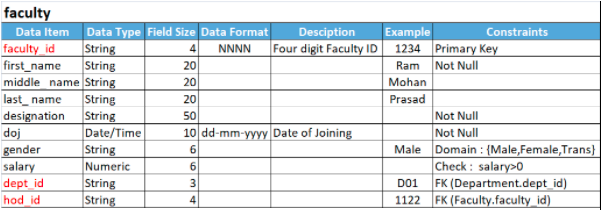 faculty
Data Item Data Type Field Size Data Format Desciption Example Constraints
faculty_id String 4 NNNN Four digit Faculty ID 1234 Primary Key
first_name String 20 Ram Not Null
middle_ name String 20 Mohan
last_ name String 20 Prasad
designation String 50 Not Null
doj Date/Time 10 dd-mm-yyyy Date of Joining Not Null
gender String 6 Male Domain : {Male,Female,Trans}
salary Numeric 6 Check : salary>0
dept_id String 3 D01 FK (Department.dept_id)
hod_id String 4 1122 FK (Faculty.faculty_id)